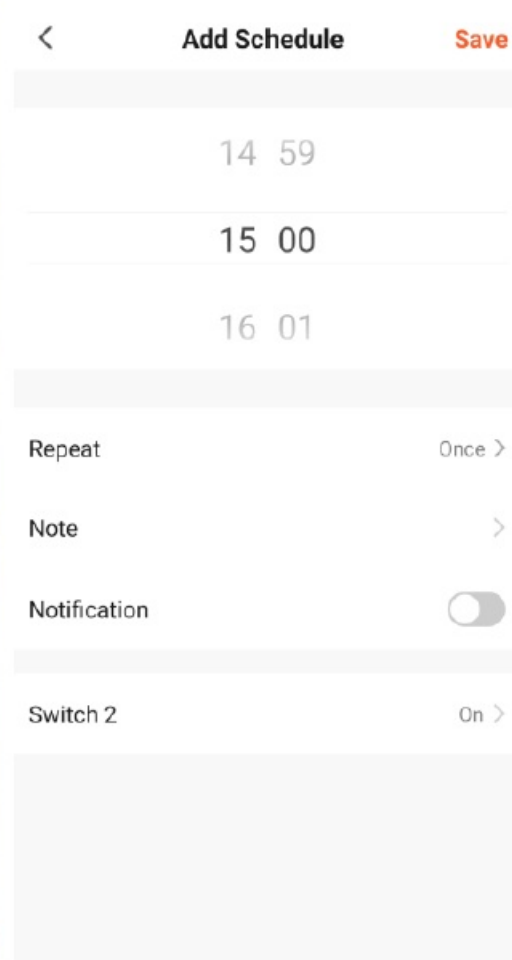 Add Schedule Save
14 59
15 00
16 01
Repeat Once
Note
Notification
Switch 2 On